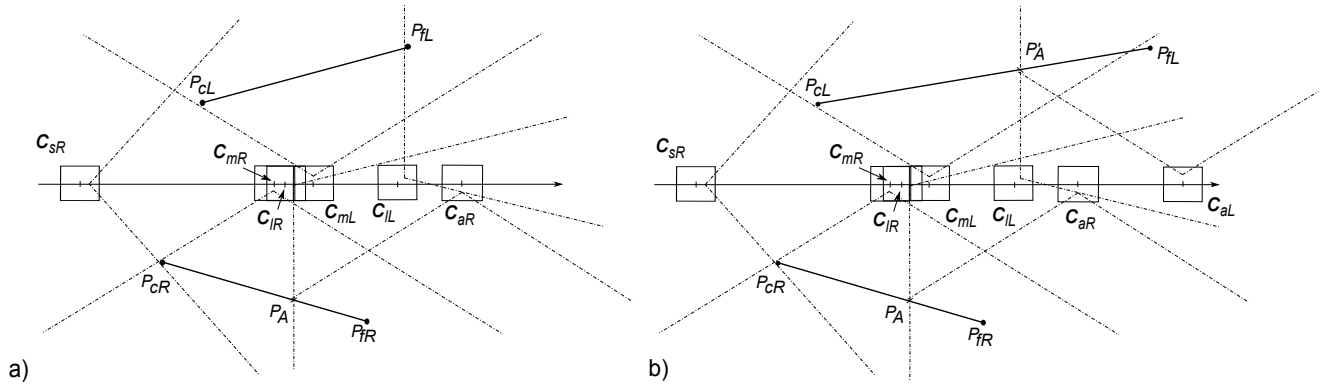 P_fL
P_cL
C_sR
C_mR
C_lR
C_mL
C_lL
C_aR
P_cR
P_A
P_fR
a)
P'_A
P_fL
P_cL
C_sR
C_mR
C_lR
C_mL
C_lL
C_aR
C_aL
P_cR
P_A
P_fR
b)